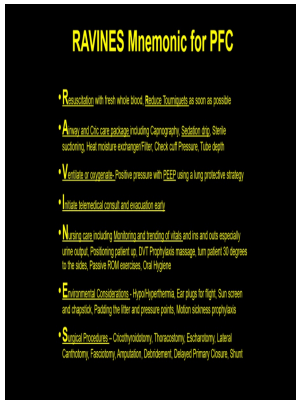 RAVINES Mnemonic for PFC
• Resuscitation with fresh whole blood, Reduce Tourniquets as soon as possible
• Airway and Cric care package including Capnography, Sedation drip, Sterile
suctioning, Heat moisture exchanger/Filter, Check cuff Pressure, Tube depth
• Ventilate or oxygenate- Positive pressure with PEEP using a lung protective strategy
• Initiate telemedical consult and evacuation early
• Nursing care including Monitoring and trending of vitals and ins and outs especially
urine output, Positioning patient up, DVT Prophylaxis massage, turn patient 30 degrees
to the sides, Passive ROM exercises, Oral Hygiene
• Environmental Considerations - Hypo/Hyperthermia, Ear plugs for flight, Sun screen
and chapstick, Padding the litter and pressure points, Motion sickness prophylaxis
• Surgical Procedures – Cricothyroidotomy, Thoracostomy, Escharotomy, Lateral
Canthotomy, Fasciotomy, Amputation, Debridement, Delayed Primary Closure, Shunt